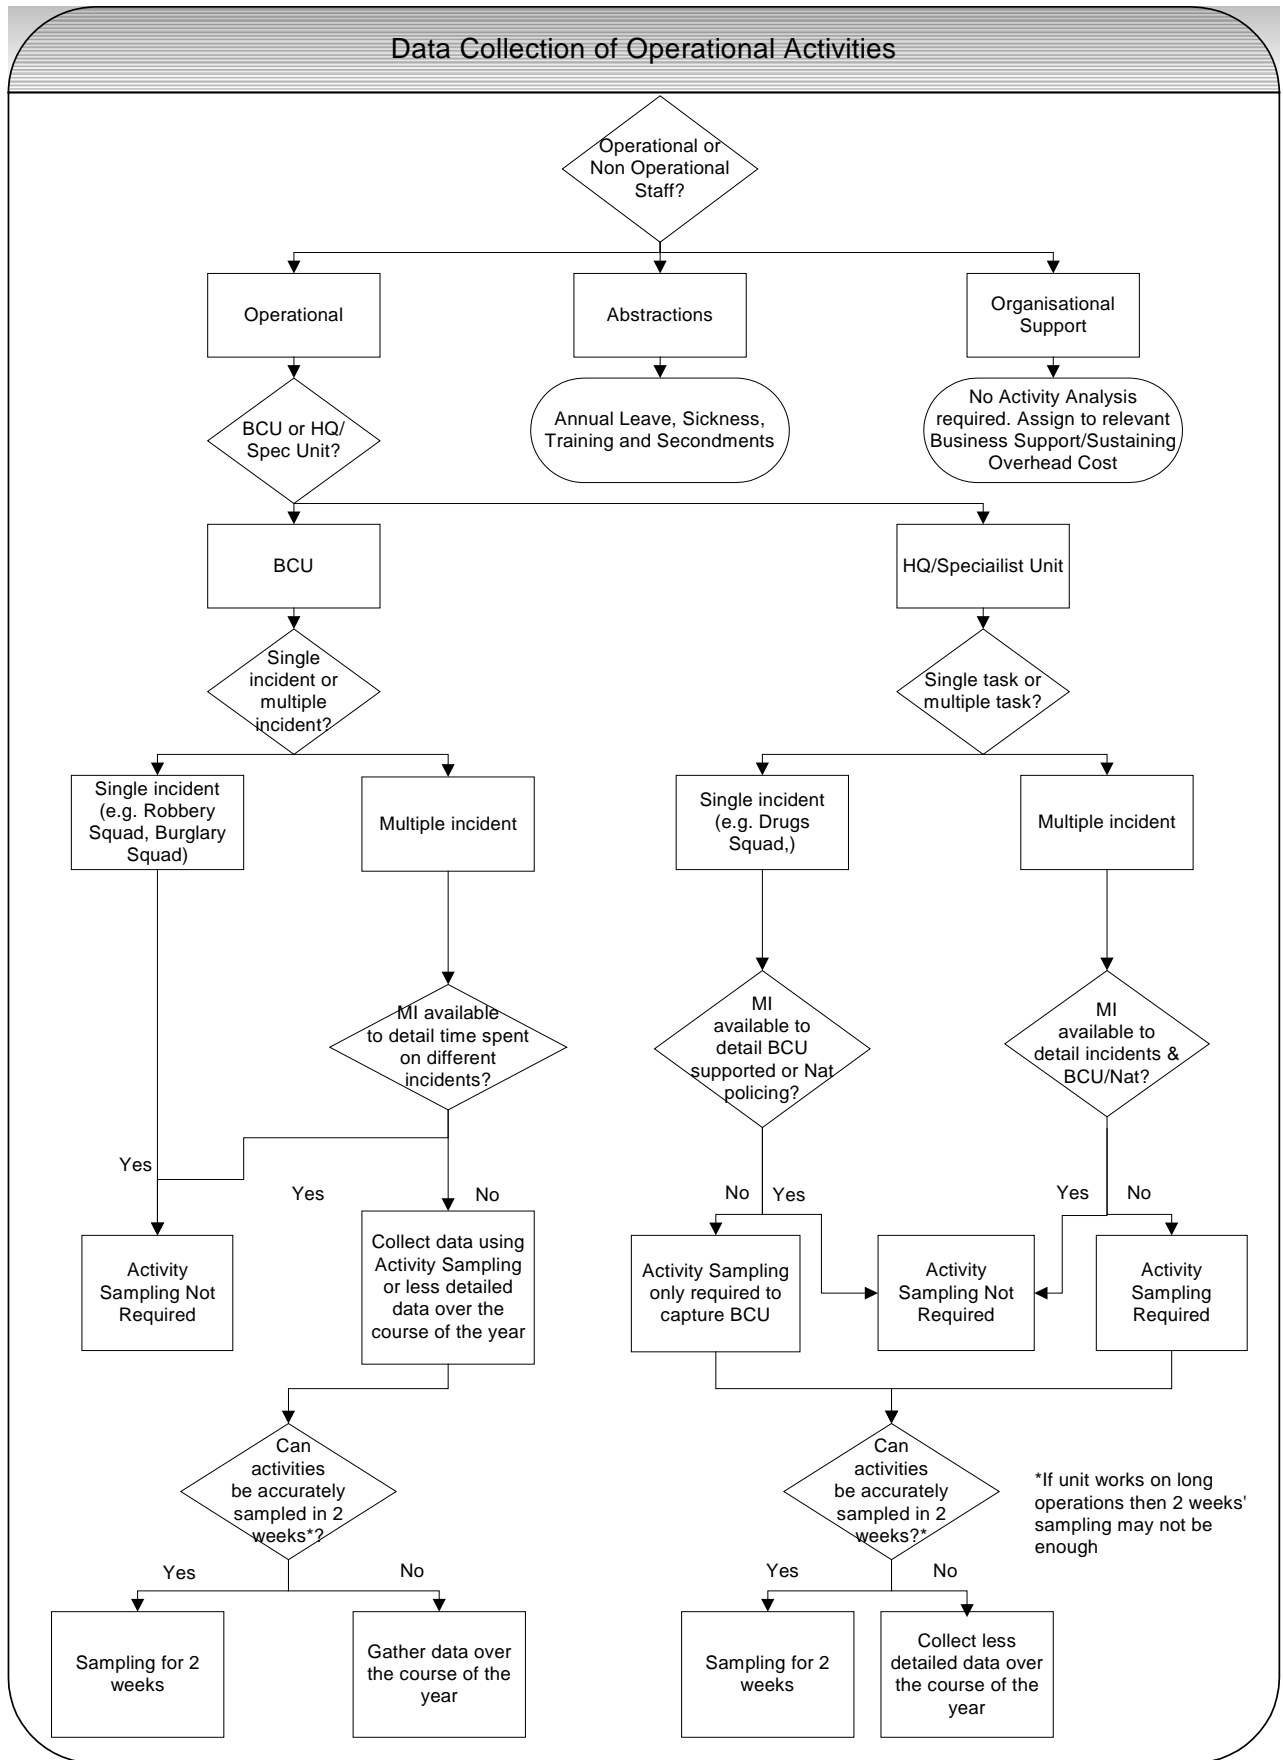 Data Collection of Operational Activities
Operational or
Non Operational
Staff?
Operational
Abstractions
Organisational
Support
BCU or HQ/
Spec Unit?
Annual Leave, Sickness,
Training and Secondments
No Activity Analysis
required. Assign to relevant
Business Support/Sustaining
Overhead Cost
BCU
HQ/Speciailist Unit
Single
incident or
multiple
incident?
Single task or
multiple task?
Single incident
(e.g. Robbery
Squad, Burglary
Squad)
Multiple incident
Single incident
(e.g. Drugs
Squad,)
Multiple incident
MI available
to detail time spent
on different
incidents?
MI
available to
detail BCU
supported or Nat
policing?
MI
available to
detail incidents &
BCU/Nat?
Yes
Yes
No
No
Yes
Yes
No
Activity
Sampling Not
Required
Collect data using
Activity Sampling
or less detailed
data over the
course of the year
Activity Sampling
only required to
capture BCU
Activity
Sampling Not
Required
Activity
Sampling
Required
Can
activities
be accurately
sampled in 2
weeks*?
Can
activities
be accurately
sampled in 2
weeks?*
*If unit works on long
operations then 2 weeks'
sampling may not be
enough
Yes
No
Yes
No
Sampling for 2
weeks
Gather data over
the course of the
year
Sampling for 2
weeks
Collect less
detailed data over
the course of the
year